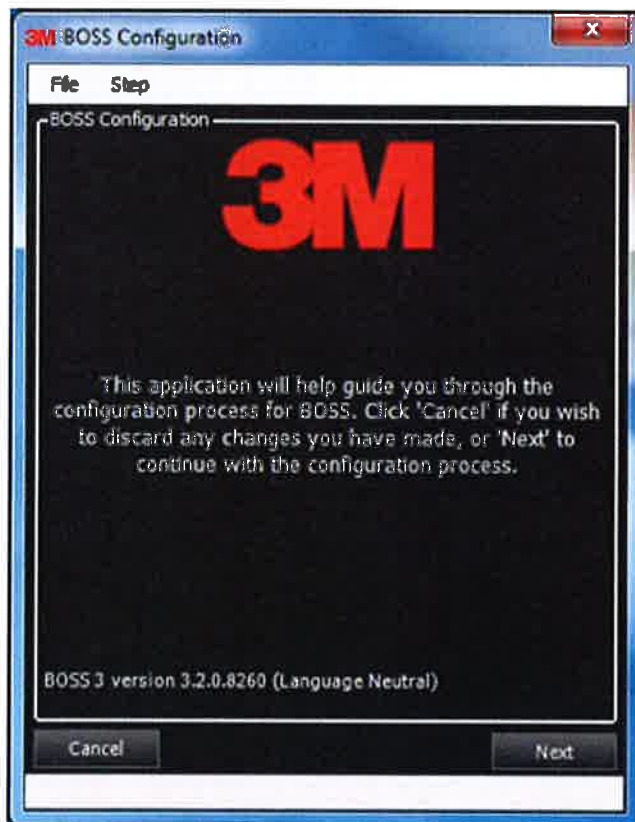 3M BOSS Configuration
x
File Step
BOSS Configuration
3M
This application will help guide you through the
configuration process for BOSS. Click 'Cancel' if you wish
to discard any changes you have made, or 'Next' to
continue with the configuration process.
BOSS 3 version 3.2.0.8260 (Language Neutral)
Cancel Next